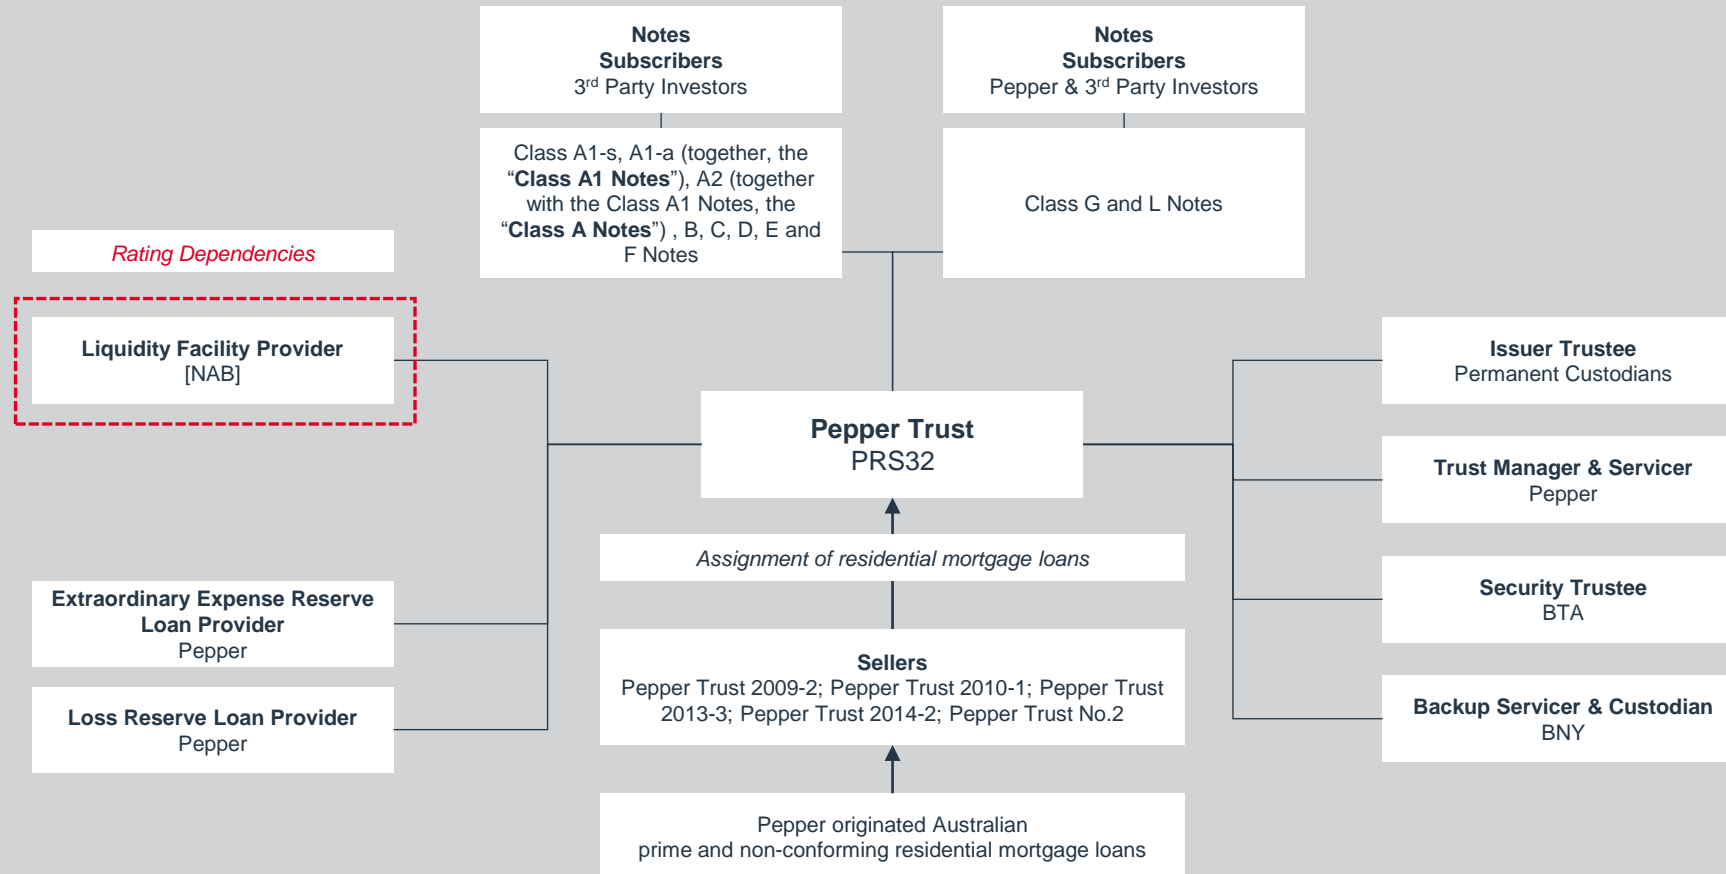 Notes
Subscribers
3rd Party Investors
Notes
Subscribers
Pepper & 3rd Party Investors
Class A1-s, A1-a (together, the
“Class A1 Notes”), A2 (together
with the Class A1 Notes, the
“Class A Notes”) , B, C, D, E and
F Notes
Class G and L Notes
Rating Dependencies
Liquidity Facility Provider
[NAB]
Issuer Trustee
Permanent Custodians
Pepper Trust
PRS32
Trust Manager & Servicer
Pepper
Assignment of residential mortgage loans
Extraordinary Expense Reserve
Loan Provider
Pepper
Security Trustee
BTA
Sellers
Pepper Trust 2009-2; Pepper Trust 2010-1; Pepper Trust
2013-3; Pepper Trust 2014-2; Pepper Trust No.2
Loss Reserve Loan Provider
Pepper
Backup Servicer & Custodian
BNY
Pepper originated Australian
prime and non-conforming residential mortgage loans